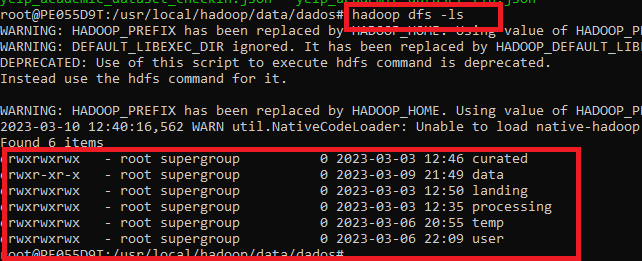 root@PE055D9T:/usr/local/hadoop/data/dados# hadoop dfs -ls
WARNING: HADOOP_PREFIX has been replaced by HADOOP_HOME. Using value of HADOOP_PREF
WARNING: DEFAULT_LIBEXEC_DIR ignored. It has been replaced by HADOOP_DEFAULT_LIB
DEPRECATED: Use of this script to execute hdfs command is deprecated.
Instead use the hdfs command for it.
WARNING: HADOOP_PREFIX has been replaced by HADOOP_HOME. Using value of HADOOP_P
2023-03-10 12:40:16,562 WARN util.NativeCodeLoader: Unable to load native-hadoop
Found 6 items
drwxrwxrwx - root supergroup 0 2023-03-03 12:46 curated
drwxr-xr-x - root supergroup 0 2023-03-09 21:49 data
drwxrwxrwx - root supergroup 0 2023-03-03 12:50 landing
drwxrwxrwx - root supergroup 0 2023-03-03 12:35 processing
drwxrwxrwx - root supergroup 0 2023-03-06 20:55 temp
drwxrwxrwx - root supergroup 0 2023-03-06 22:09 user
root@PE055D9T:/usr/local/hadoop/data/dados#